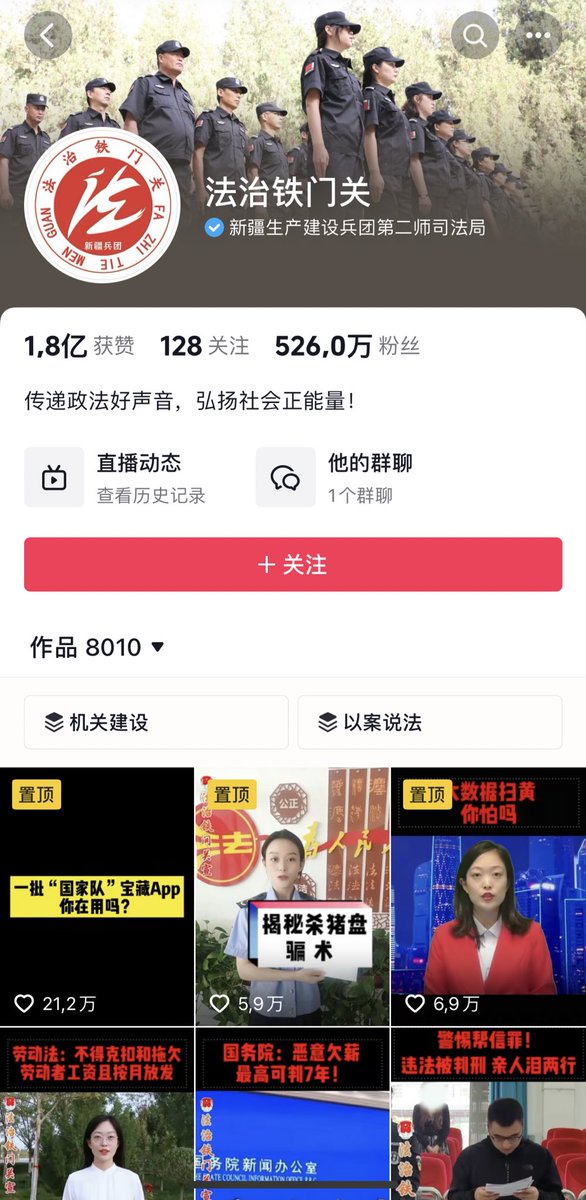 法治铁门关
FA ZHI TIE MEN GUAN
法
新疆兵团
法治铁门关
新疆生产建设兵团第二师司法局
1,8亿 获赞 128 关注 526,0万 粉丝
传递政法好声音，弘扬社会正能量！
直播动态
查看历史记录
他的群聊
1个群聊
+ 关注
作品 8010
机关建设
以案说法
置顶
一批“国家队”宝藏App
你在用吗？
21,2万
置顶
公正
揭秘杀猪盘
骗术
5,9万
置顶
大数据扫黄
你怕吗
6,9万
劳动法：不得克扣和拖欠
劳动者工资且按月放发
国务院：恶意欠薪
最高可判7年！
国务院新闻办公室
STATE COUNCIL INFORMATION OFFICE
警惕帮信罪！
违法被判刑 亲人泪两行